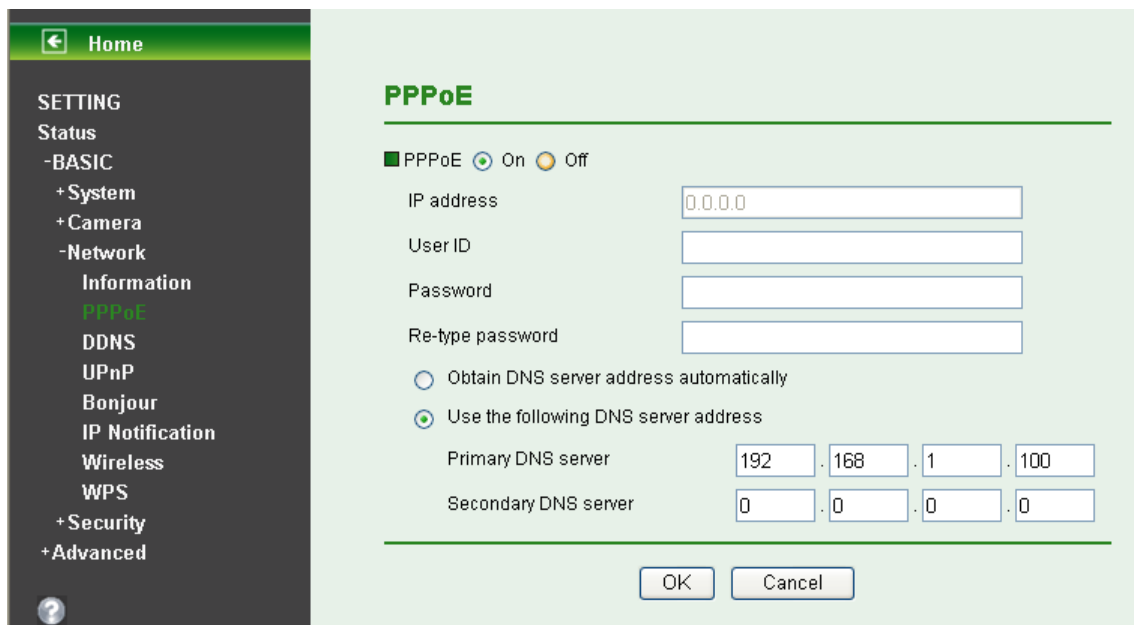 Home
SETTING
Status
-BASIC
+System
+Camera
-Network
Information
PPPoE
DDNS
UPnP
Bonjour
IP Notification
Wireless
WPS
+Security
+Advanced
?
PPPoE
PPPoE On Off
IP address 0.0.0.0
User ID
Password
Re-type password
Obtain DNS server address automatically
Use the following DNS server address
Primary DNS server 192 . 168 . 1 . 100
Secondary DNS server 0 . 0 . 0 . 0
OK Cancel